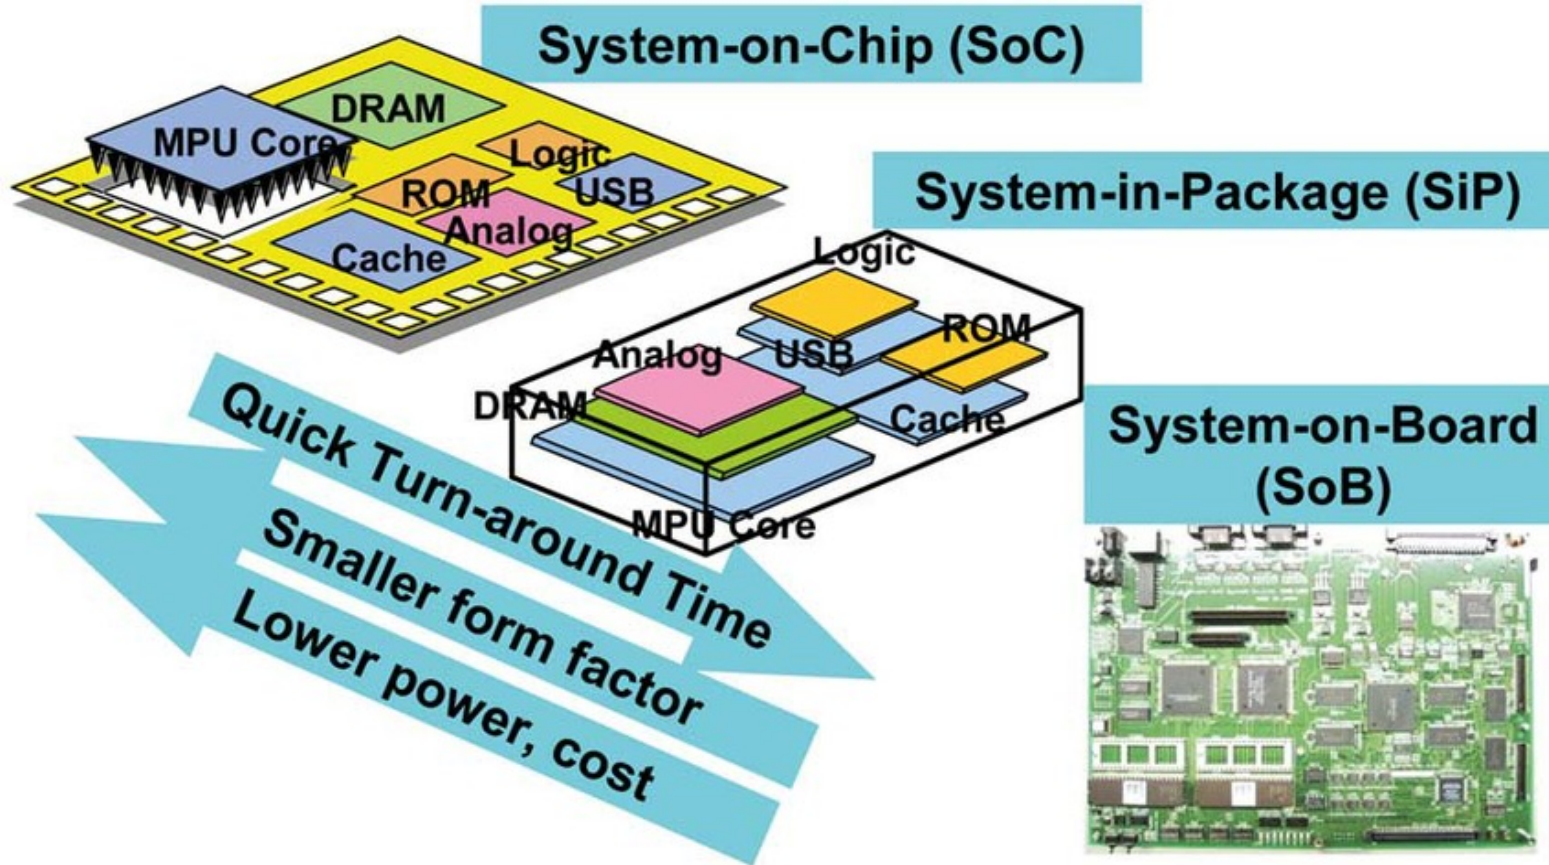 System-on-Chip (SoC)
DRAM
MPU Core
Logic
ROM
USB
Analog
Cache
System-in-Package (SiP)
Logic
ROM
Analog
USB
DRAM
Cache
MPU Core
System-on-Board
(SoB)
Quick Turn-around Time
Smaller form factor
Lower power, cost